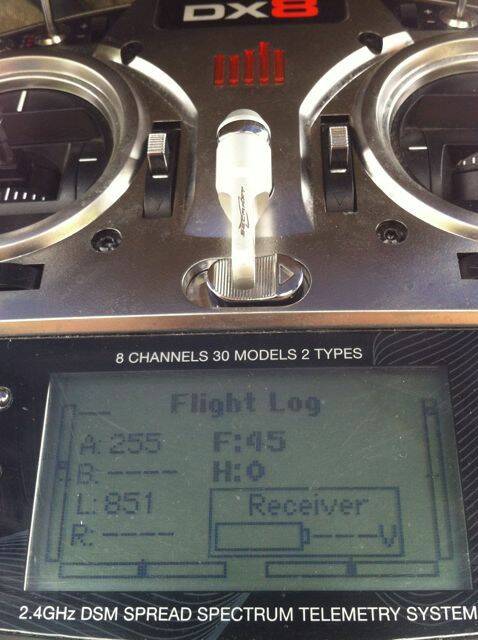 DX8
8 CHANNELS 30 MODELS 2 TYPES
Flight Log
A: 255 F:45
B: ---- H:0
L: 851 Receiver
R: ---- ---V
2.4GHz DSM SPREAD SPECTRUM TELEMETRY SYSTEM